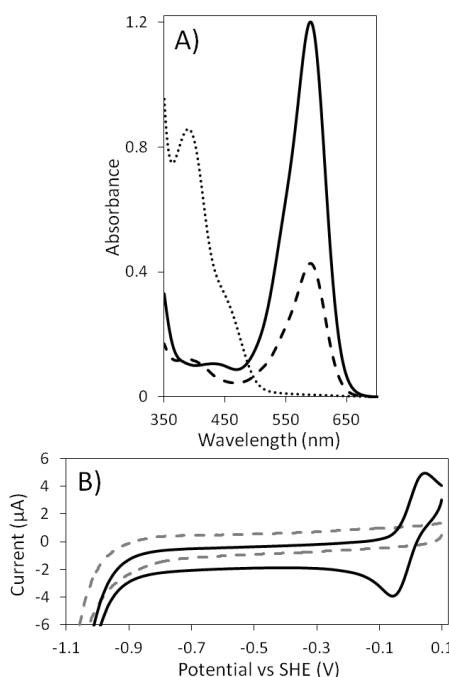 A)
1.2
0.8
0.4
0
Absorbance
350 450 550 650
Wavelength (nm)
B)
6
4
2
0
-2
-4
-6
Current (µA)
-1.1 -0.9 -0.7 -0.5 -0.3 -0.1 0.1
Potential vs SHE (V)